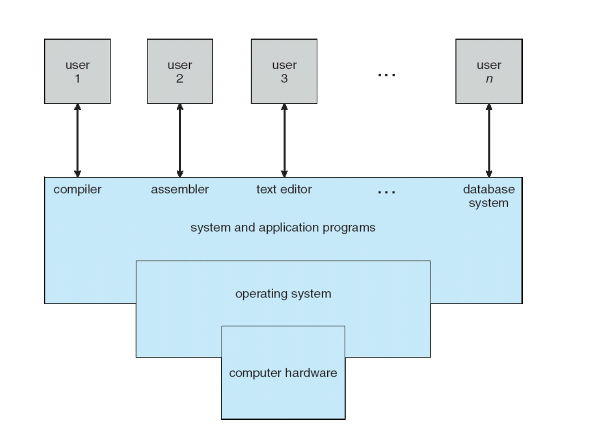 user
1
user
2
user
3
...
user
n
compiler
assembler
text editor
...
database
system
system and application programs
operating system
computer hardware